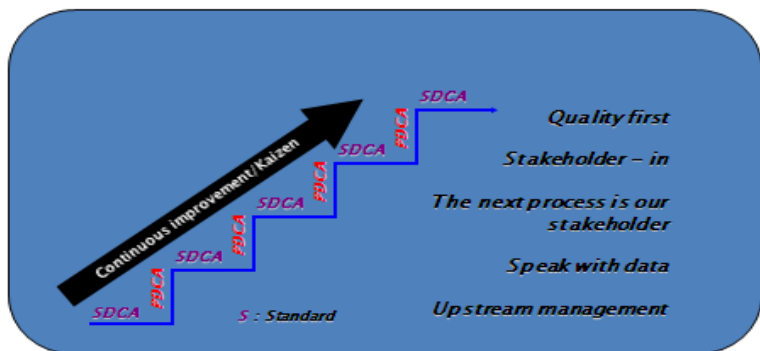 SDCA
Quality first
PDCA
SDCA
Stakeholder – in
PDCA
SDCA
The next process is our
stakeholder
PDCA
SDCA
Speak with data
PDCA
SDCA
S : Standard
Upstream management
Continuous improvement/Kaizen